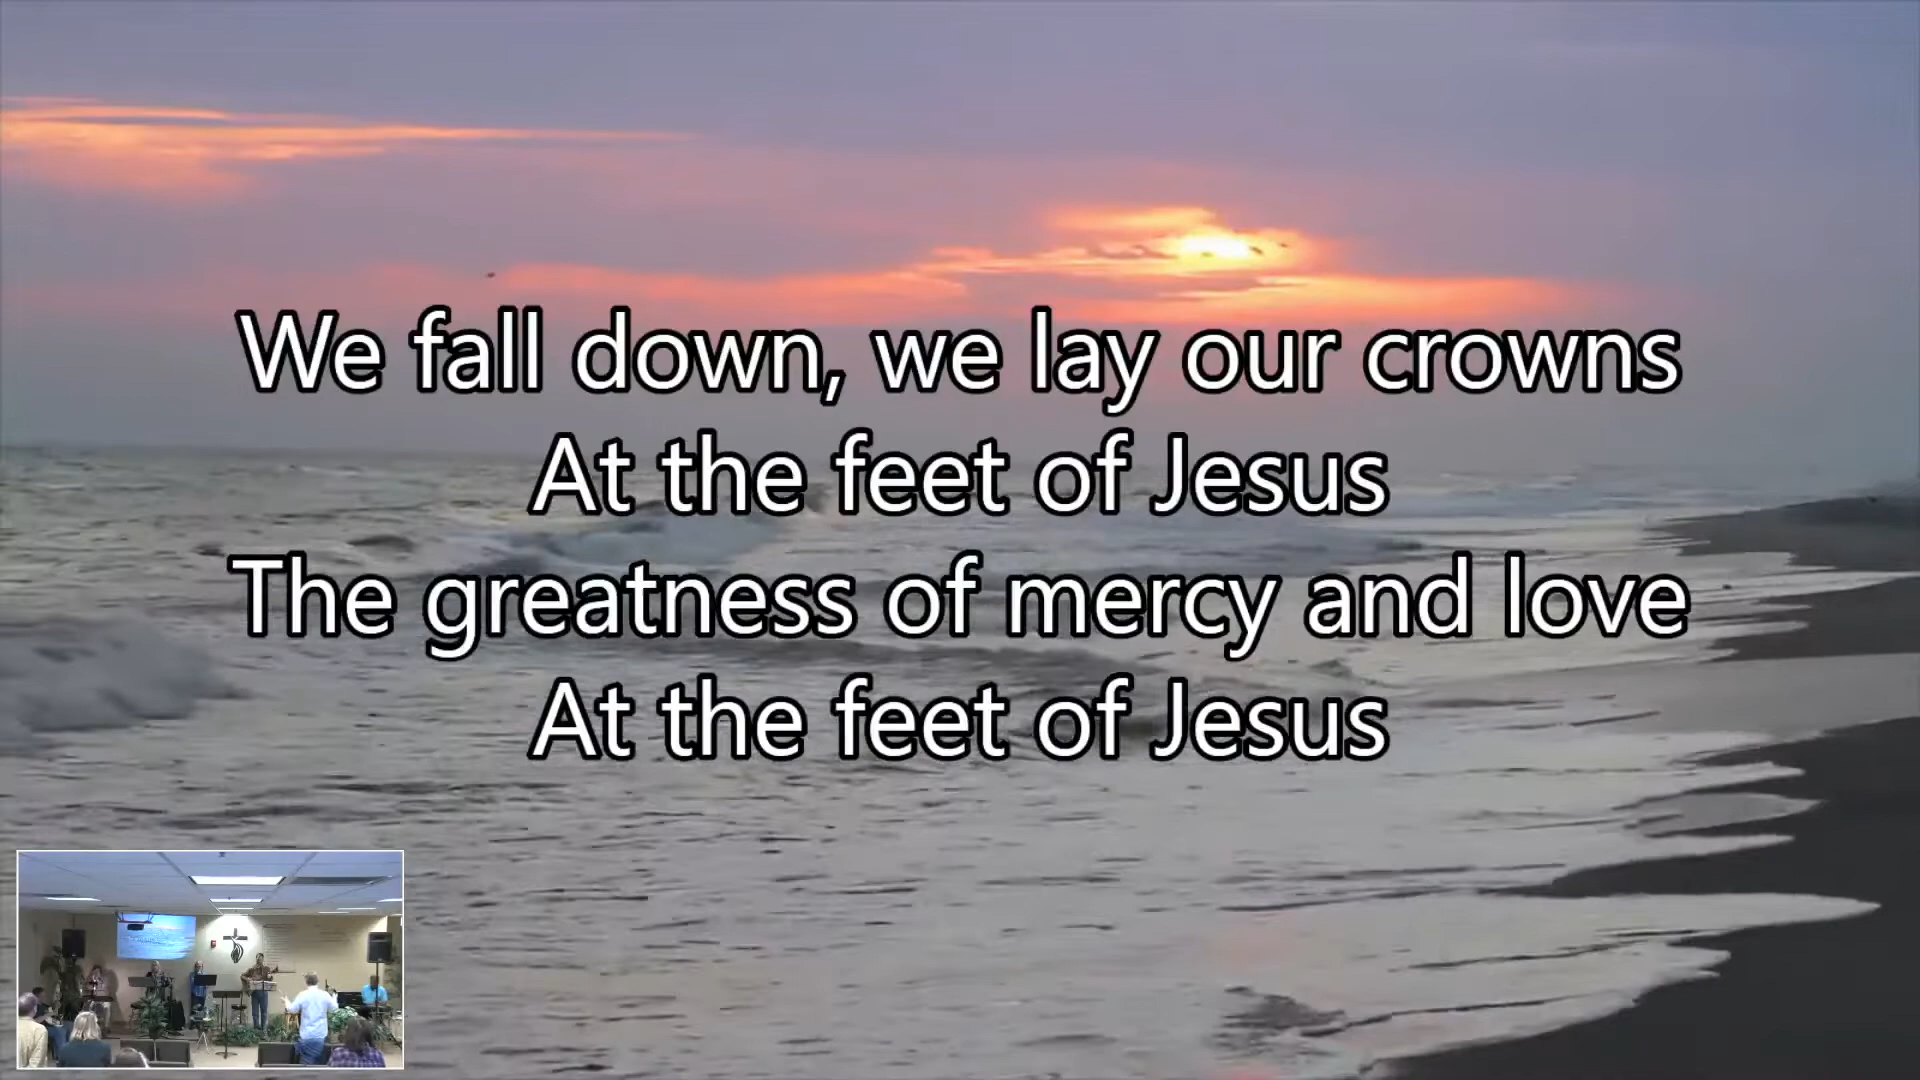 We fall down, we lay our crowns
At the feet of Jesus
The greatness of mercy and love
At the feet of Jesus